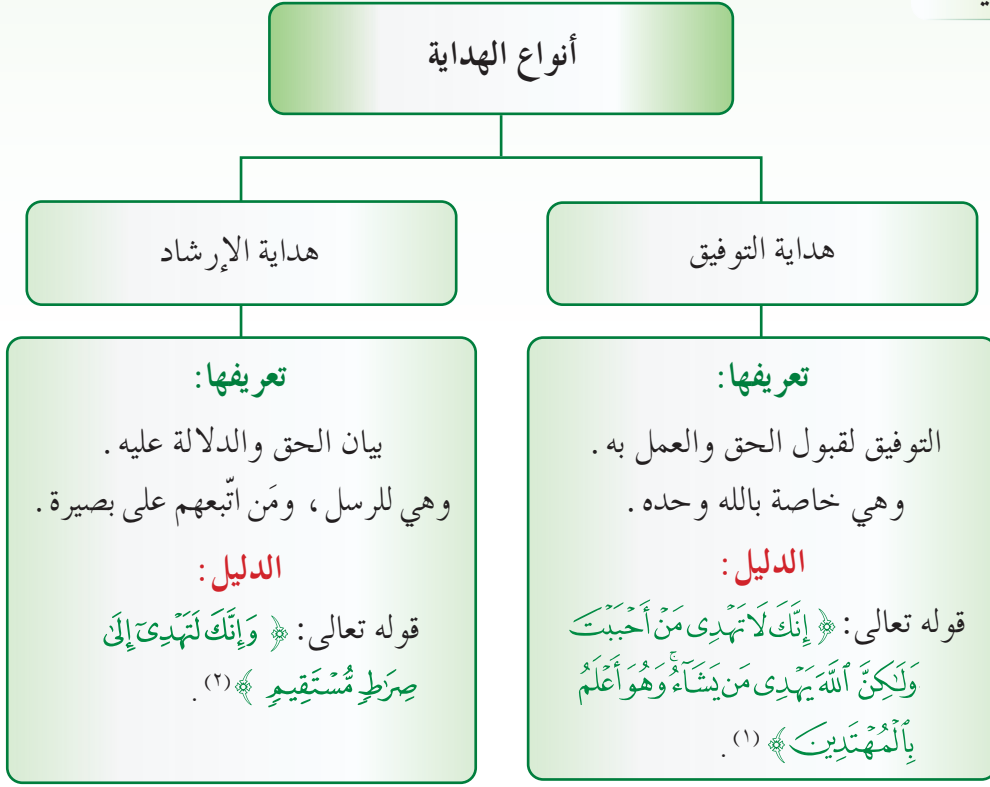 أنواع الهداية
هداية التوفيق
تعريفها:
التوفيق لقبول الحق والعمل به .
وهي خاصة بالله وحده .
الدليل:
قوله تعالى: ﴿ إِنَّكَ لَا تَهْدِى مَنْ أَحْبَبْتَ
وَلَٰكِنَّ ٱللَّهَ يَهْدِى مَن يَشَآءُ ۚ وَهُوَ أَعْلَمُ
بِٱلْمُهْتَدِينَ ﴾ (١) .
هداية الإرشاد
تعريفها:
بيان الحق والدلالة عليه .
وهي للرسل ، ومَن اتّبعهم على بصيرة .
الدليل:
قوله تعالى: ﴿ وَإِنَّكَ لَتَهْدِىٓ إِلَىٰ
صِرَٰطٍ مُّسْتَقِيمٍ ﴾ (٢) .